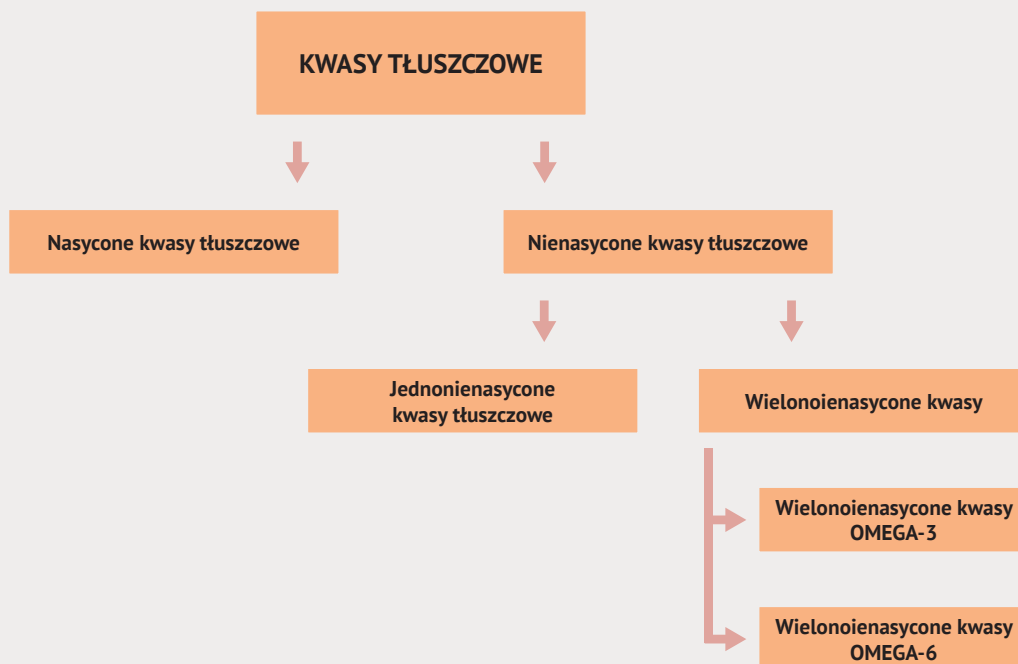 KWASY TŁUSZCZOWE
Nasycone kwasy tłuszczowe
Nienasycone kwasy tłuszczowe
Jednonienasycone
kwasy tłuszczowe
Wielonoienasycone kwasy
Wielonoienasycone kwasy
OMEGA-3
Wielonoienasycone kwasy
OMEGA-6